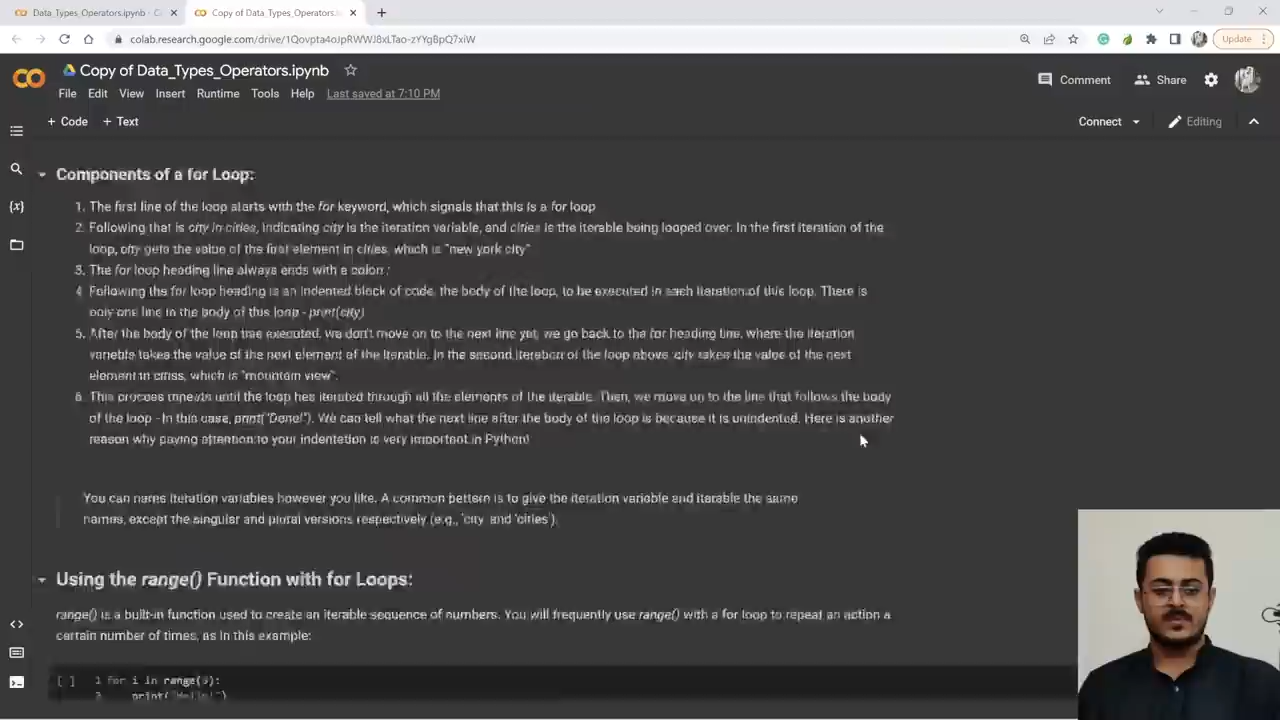 Data_Types_Operators.ipynb - C
Copy of Data_Types_Operators.i
colab.research.google.com/drive/1Qovpta4oJpRWWJ8xLTao-zYYgBpQ7xiW
Update
Copy of Data_Types_Operators.ipynb
Comment
Share
File Edit View Insert Runtime Tools Help Last saved at 7:10 PM
+ Code + Text
Connect
Editing
Components of a for Loop:
1. The first line of the loop starts with the for keyword, which signals that this is a for loop
2. Following that is city in cities, indicating city is the iteration variable, and cities is the iterable being looped over. In the first iteration of the
loop, city gets the value of the first element in cities, which is "new york city"
3. The for loop heading line always ends with a colon :
4. Following the for loop heading is an indented block of code, the body of the loop, to be executed in each iteration of this loop. There is
only one line in the body of this loop - print(city)
5. After the body of the loop has executed, we don't move on to the next line yet, we go back to the for heading line, where the iteration
variable takes the value of the next element of the iterable. In the second iteration of the loop above city takes the value of the next
element in cities, which is "mountain view".
6. This process repeats until the loop has iterated through all the elements of the iterable. Then, we move on to the line that follows the body
of the loop - In this case, print("Done!"). We can tell what the next line after the body of the loop is because it is unindented. Here is another
reason why paying attention to your indentation is very important in Python!
You can name iteration variables however you like. A common pattern is to give the iteration variable and iterable the same
names, except the singular and plural versions respectively (e.g., 'city' and 'cities').
Using the range() Function with for Loops:
range() is a built-in function used to create an iterable sequence of numbers. You will frequently use range() with a for loop to repeat an action a
certain number of times, as in this example:
[ ] 1 for i in range(3):
2 print("Hello!")